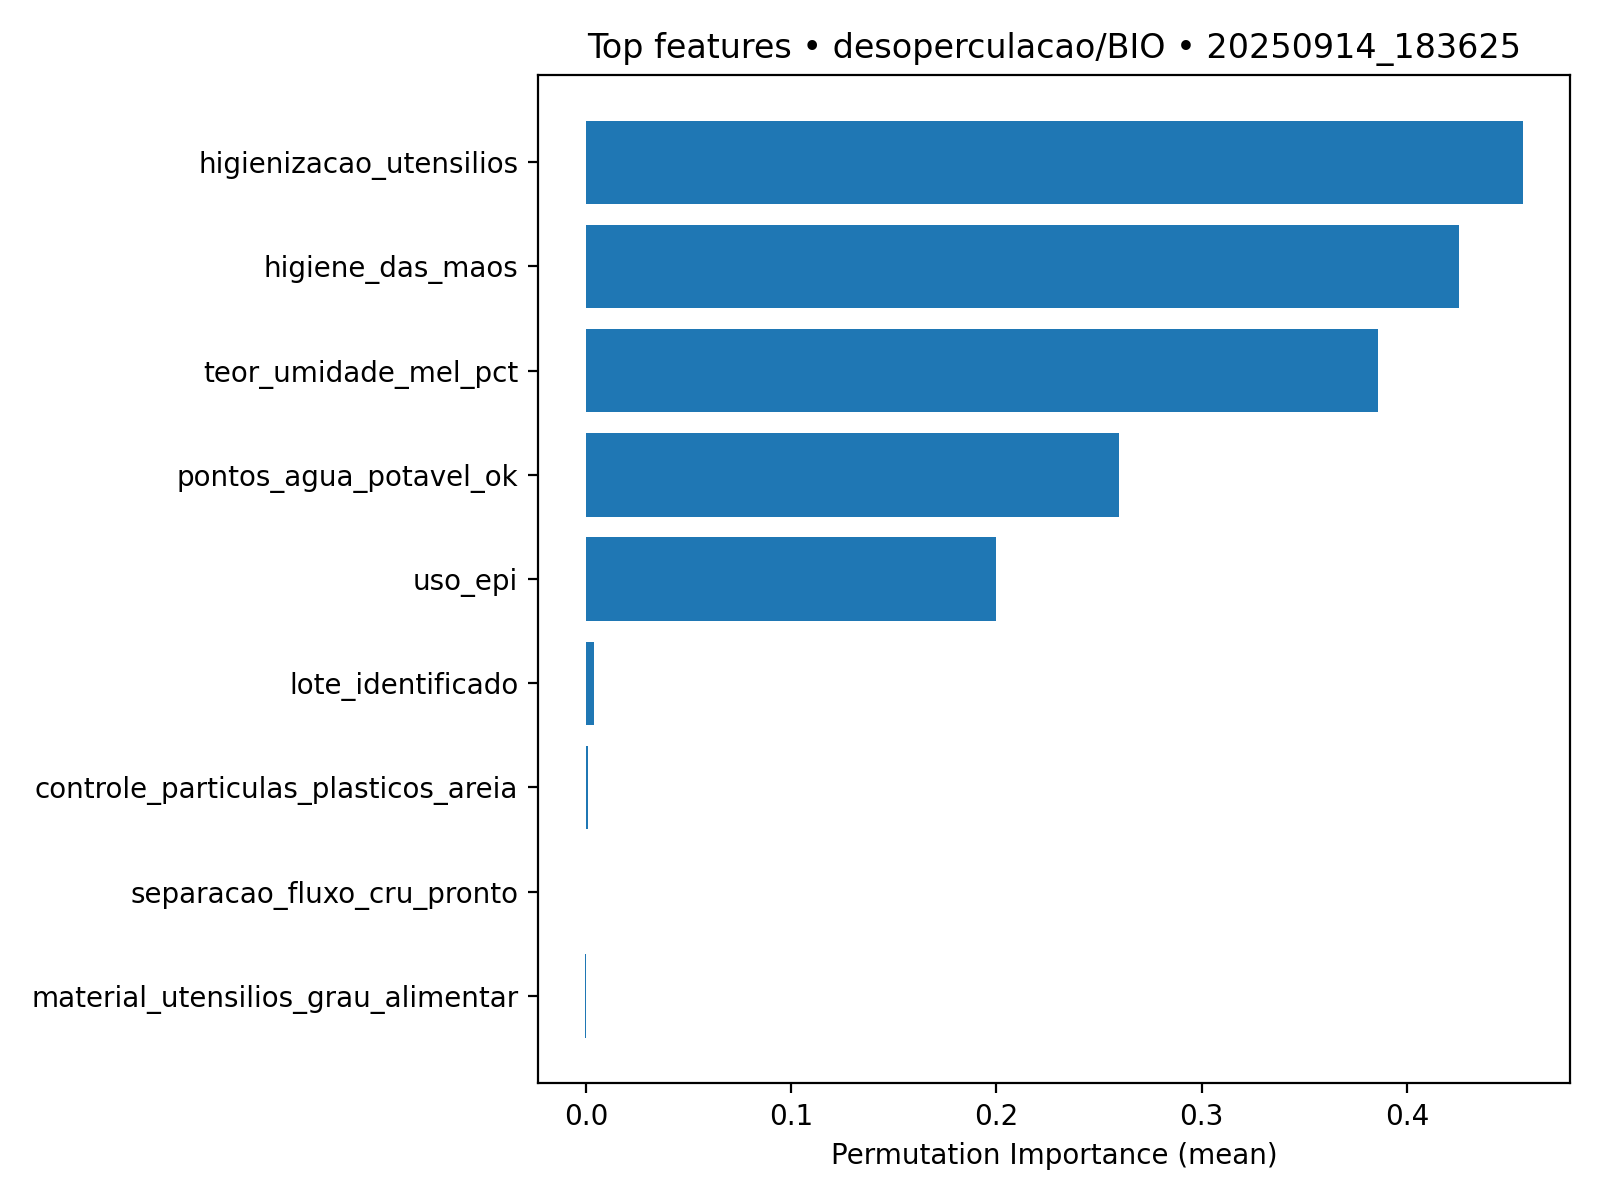 Top features • desoperculacao/BIO • 20250914_183625
higienizacao_utensilios
higiene_das_maos
teor_umidade_mel_pct
pontos_agua_potavel_ok
uso_epi
lote_identificado
controle_particulas_plasticos_areia
separacao_fluxo_cru_pronto
material_utensilios_grau_alimentar
0.0 0.1 0.2 0.3 0.4
Permutation Importance (mean)